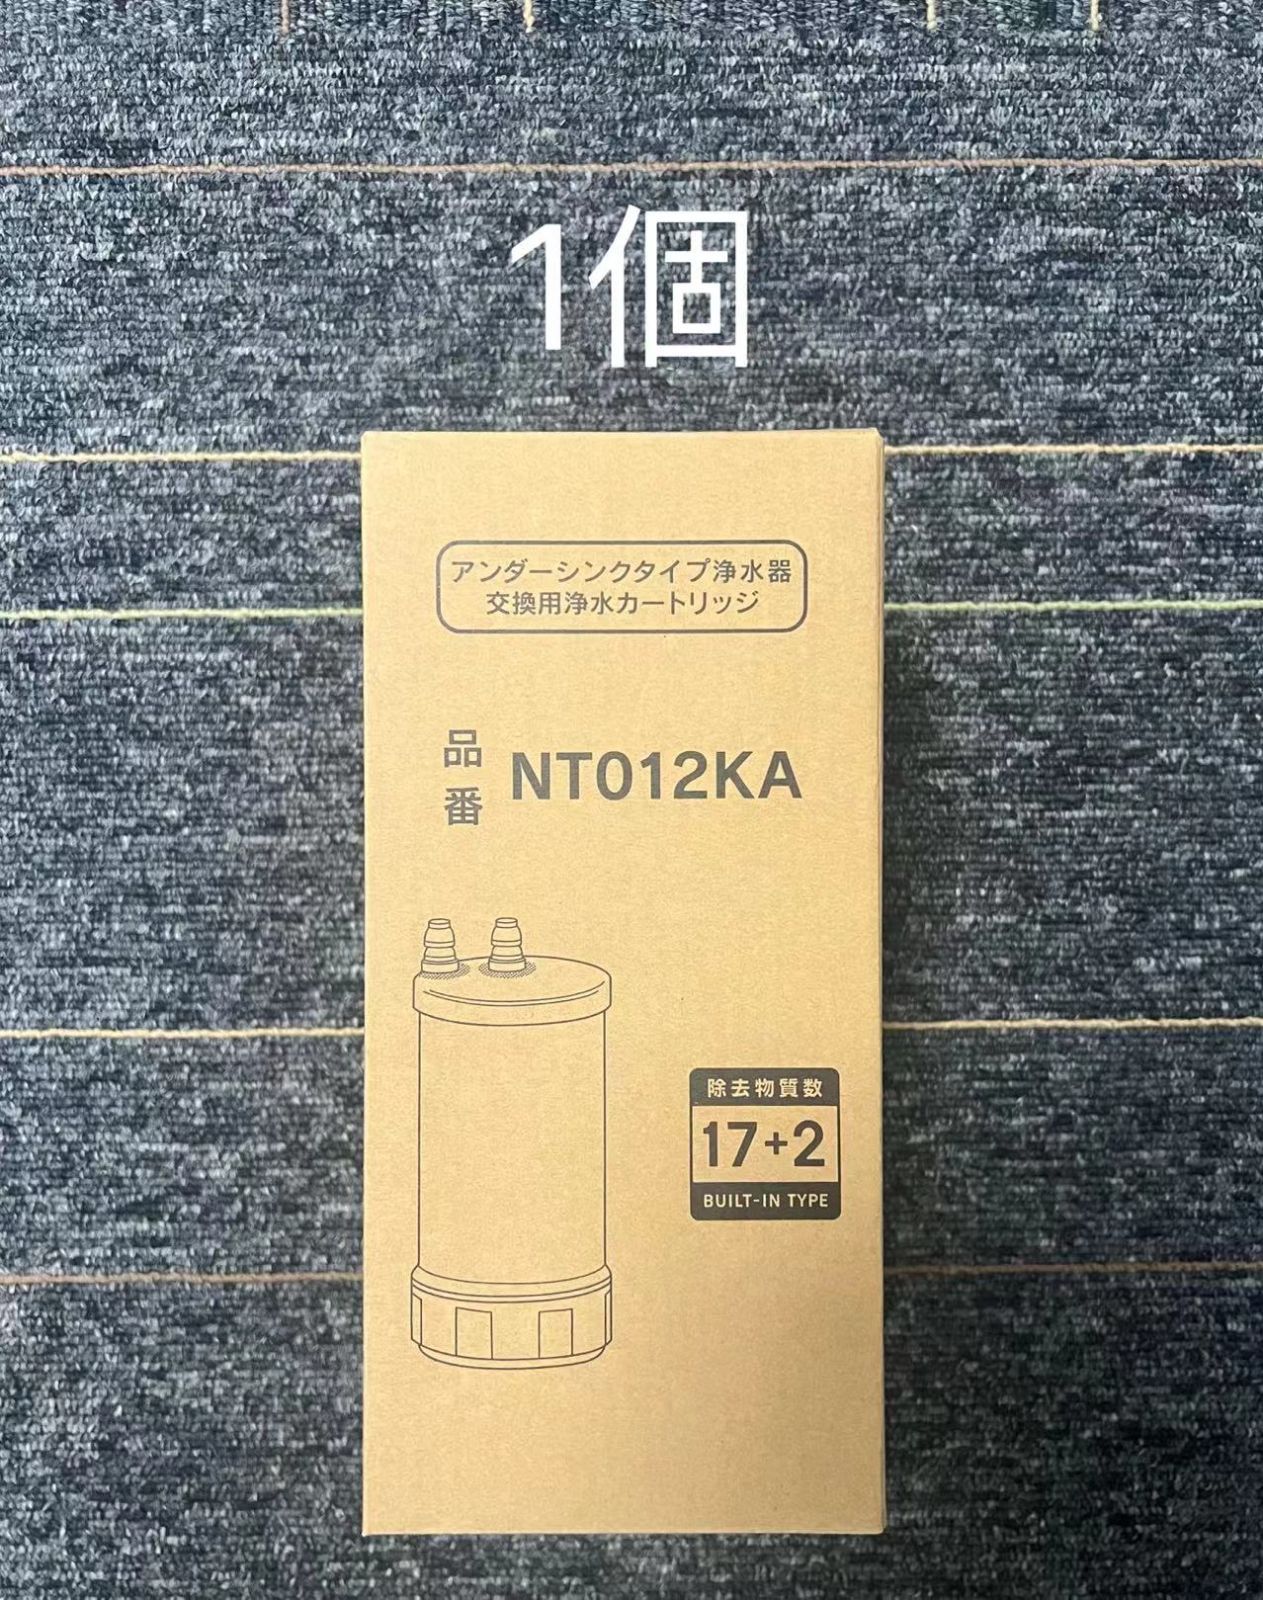 1個
アンダーシンクタイプ浄水器
交換用浄水カートリッジ
品番 NT012KA
除去物質数
17+2
BUILT-IN TYPE